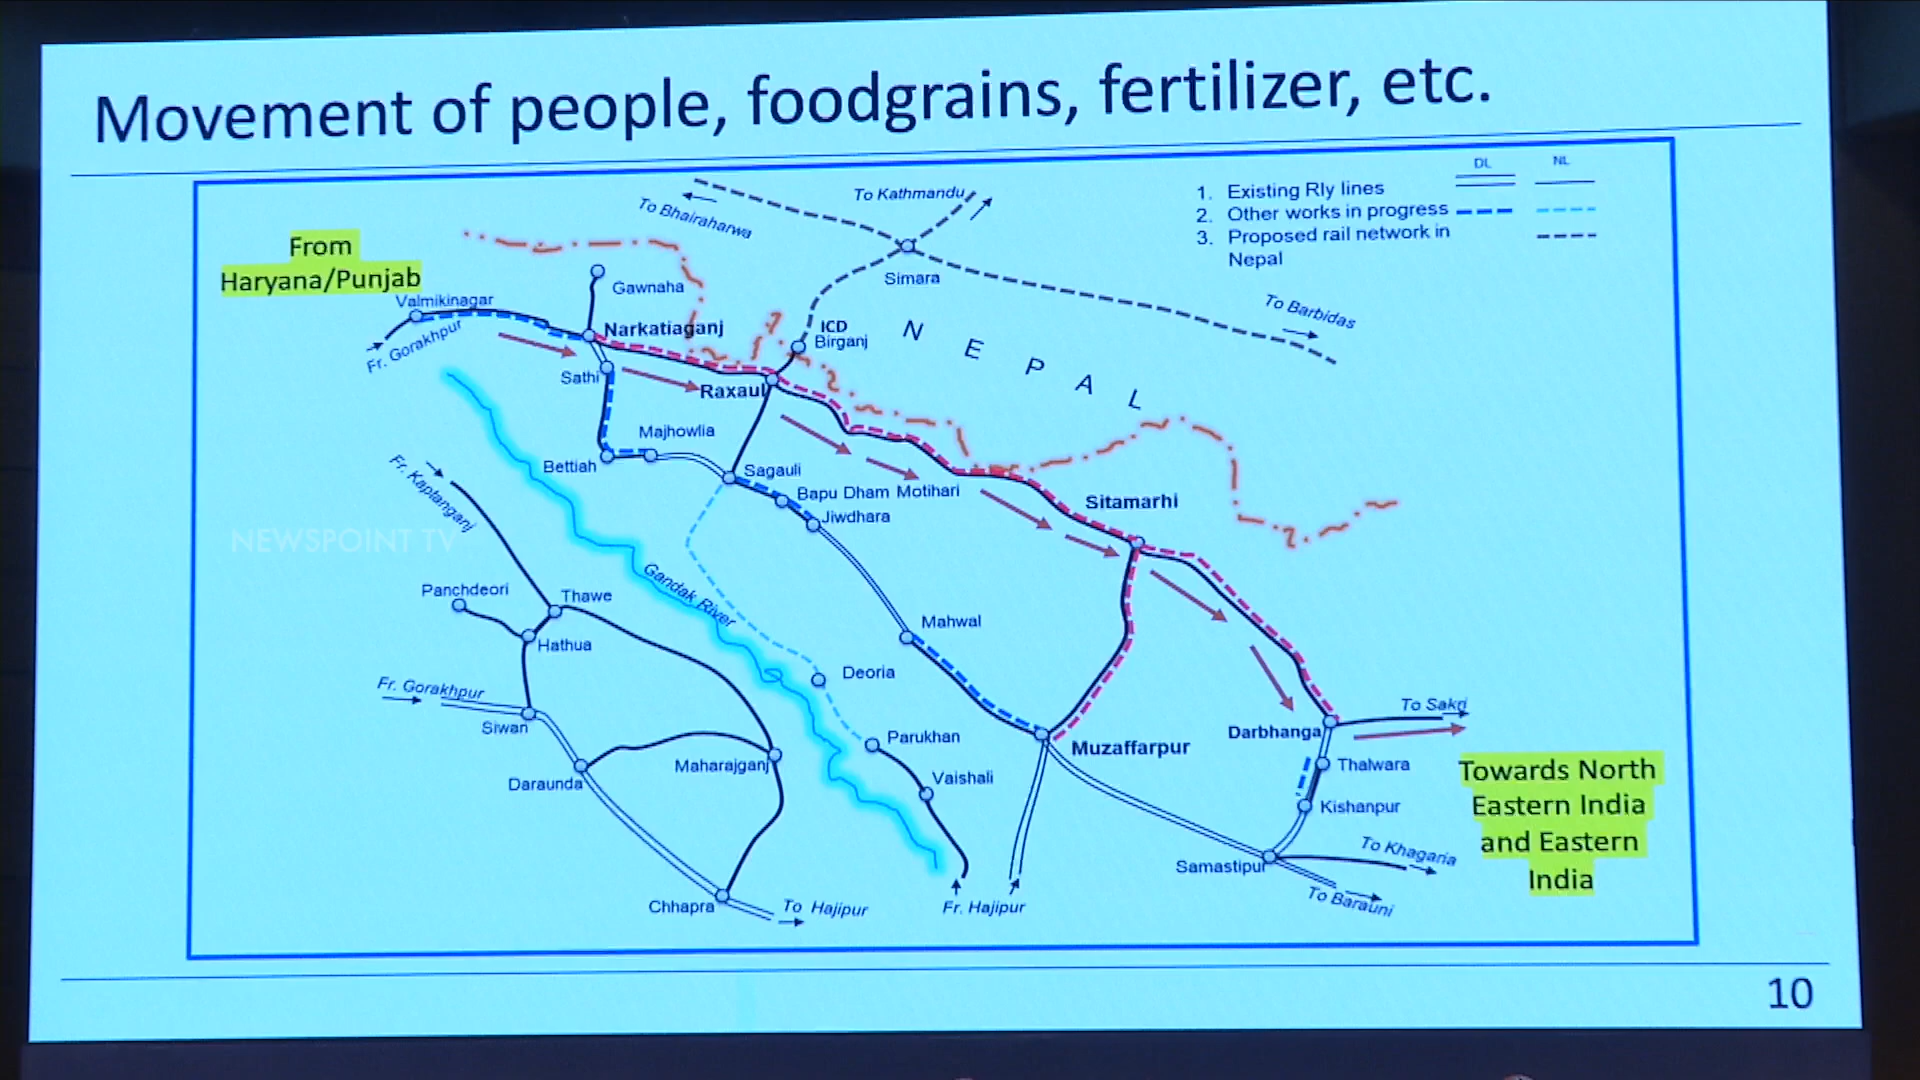 Movement of people, foodgrains, fertilizer, etc.
DL
NL
1. Existing Rly lines
2. Other works in progress
3. Proposed rail network in
Nepal
To Bhairaharwa
To Kathmandu
Simara
To Barbidas
From
Haryana/Punjab
Valmikinagar
Fr. Gorakhpur
Gawnaha
Narkatiaganj
ICD
Birganj
NEPAL
Sathi
Raxaul
Majhowlia
Bettiah
Sagauli
Bapu Dham Motihari
Jiwdhara
Sitamarhi
Fr. Kaptanganj
NEWSPOINT TV
Gandak River
Panchdeori
Thawe
Hathua
Mahwal
Deoria
Fr. Gorakhpur
Siwan
Parukhan
Muzaffarpur
Darbhanga
To Sakri
Daraunda
Maharajganj
Vaishali
Thalwara
Kishanpur
Towards North
Eastern India
and Eastern
India
Samastipur
To Khagaria
To Barauni
Chhapra
To Hajipur
Fr. Hajipur
10